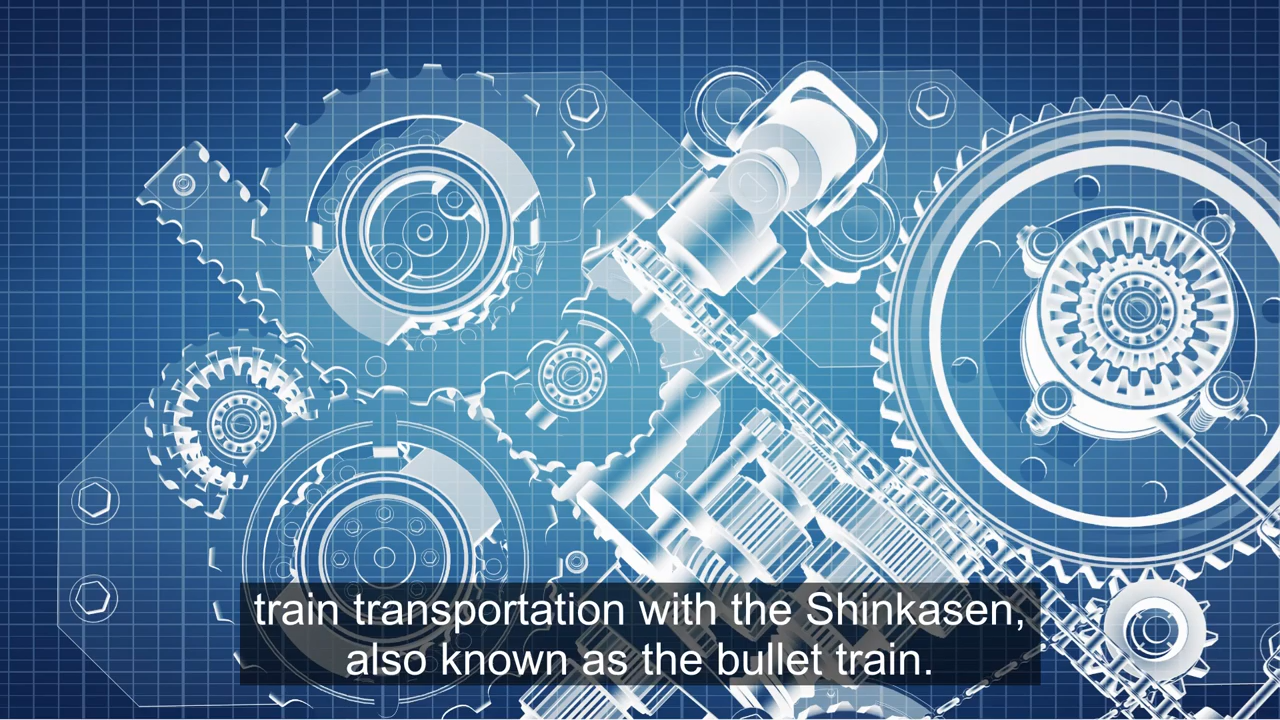 train transportation with the Shinkasen,
also known as the bullet train.